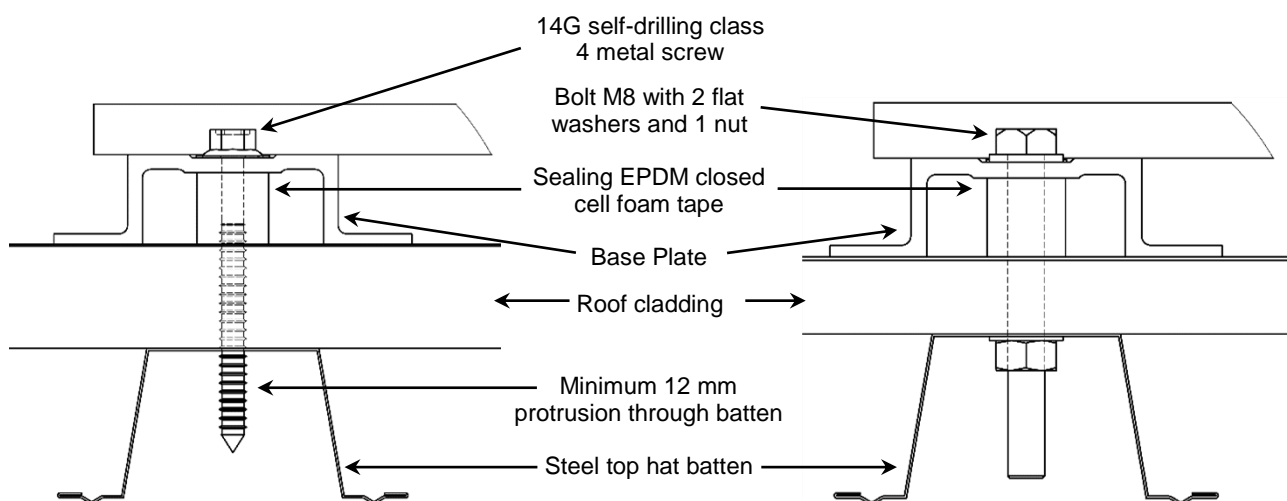 14G self-drilling class
4 metal screw
Bolt M8 with 2 flat
washers and 1 nut
Sealing EPDM closed
cell foam tape
Base Plate
Roof cladding
Minimum 12 mm
protrusion through batten
Steel top hat batten